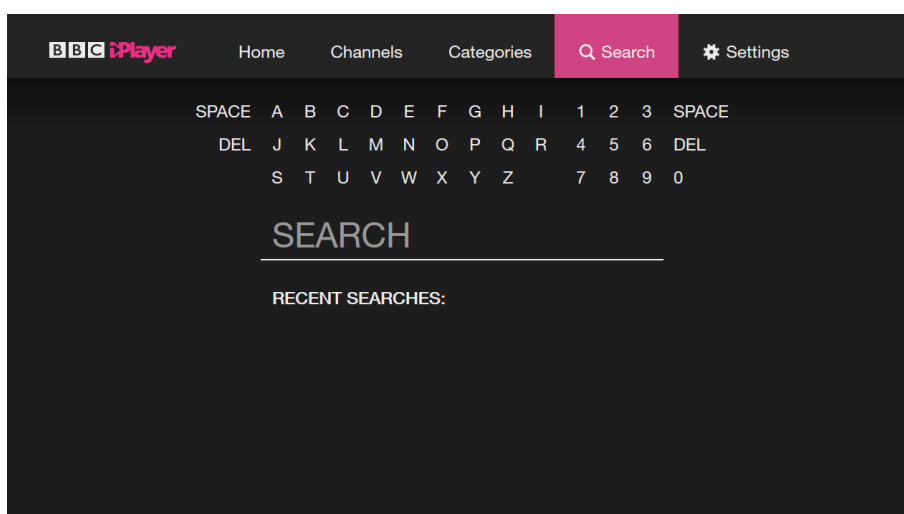 BBC iPlayer Home Channels Categories Search Settings
SPACE A B C D E F G H I 1 2 3 SPACE
DEL J K L M N O P Q R 4 5 6 DEL
S T U V W X Y Z 7 8 9 0
SEARCH
RECENT SEARCHES: